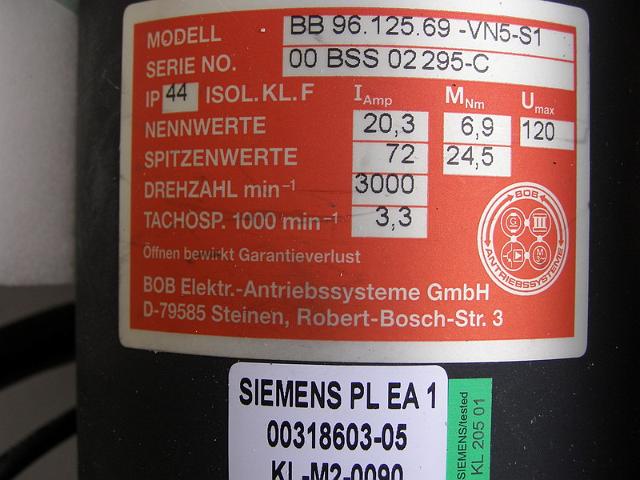 MODELL BB 96.125.69 -VN5-S1
SERIE NO. 00 BSS 02 295-C
IP 44 ISOL.KL.F I Amp M Nm U max
NENNWERTE 20,3 6,9 120
SPITZENWERTE 72 24,5
DREHZAHL min⁻¹ 3000
TACHOSP. 1000 min⁻¹ 3,3
Öffnen bewirkt Garantieverlust
BOB
ANTRIEBSSYSTEME
BOB Elektr.-Antriebssysteme GmbH
D-79585 Steinen, Robert-Bosch-Str. 3
SIEMENS PL EA 1
00318603-05
KL-M2-0090
SIEMENS/tested
KL 205 01